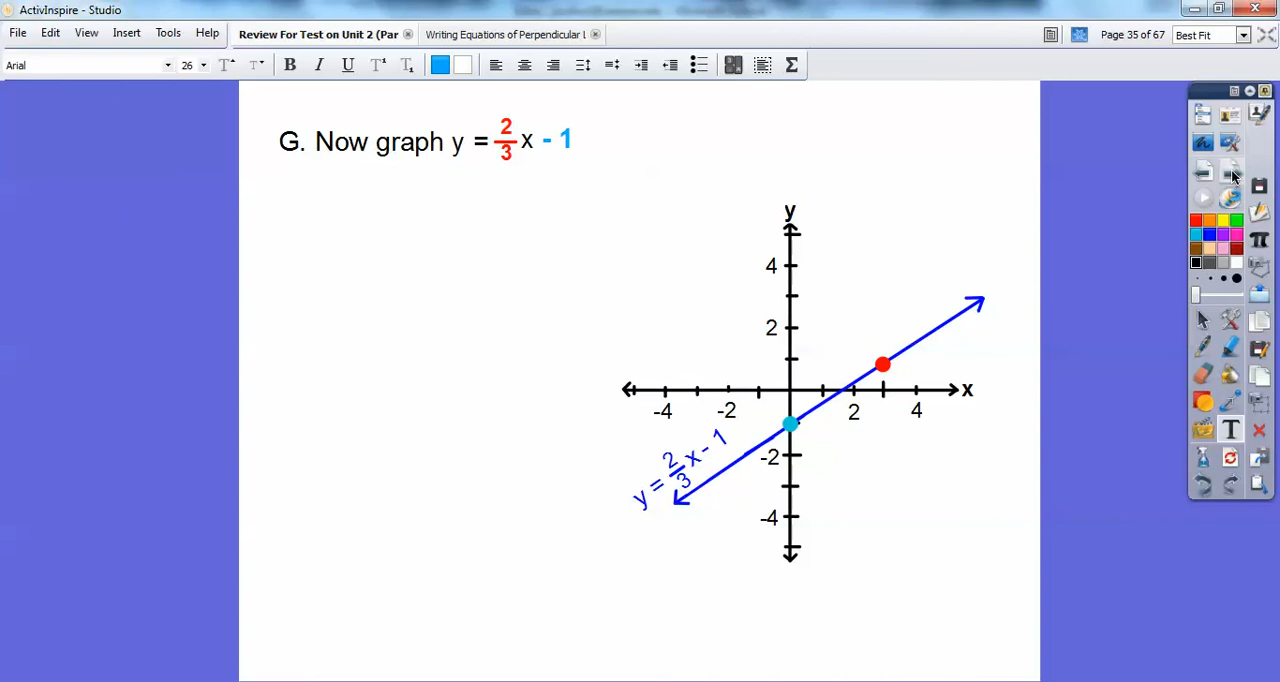 ActivInspire - Studio
File Edit View Insert Tools Help
Review For Test on Unit 2 (Par
Writing Equations of Perpendicular L
Page 35 of 67
Best Fit
Arial
26
G. Now graph y = 2/3 x - 1
y
4
2
x
-4 -2 2 4
-2
-4
y = 2/3 x - 1